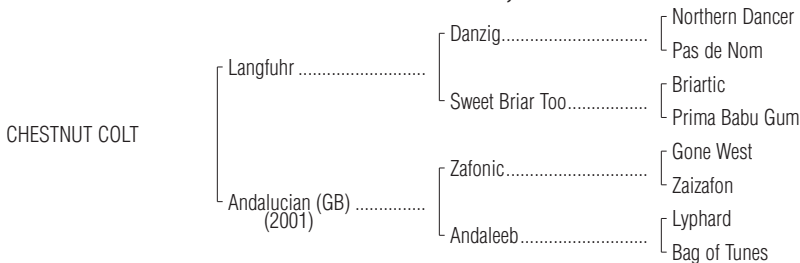 Northern Dancer
Danzig..................................
Pas de Nom
Langfuhr ..........................
Briartic
Sweet Briar Too..................
Prima Babu Gum
CHESTNUT COLT
Gone West
Zafonic..................................
Zaizafon
Andalucian (GB) ...............
(2001)
Lyphard
Andaleeb...............................
Bag of Tunes